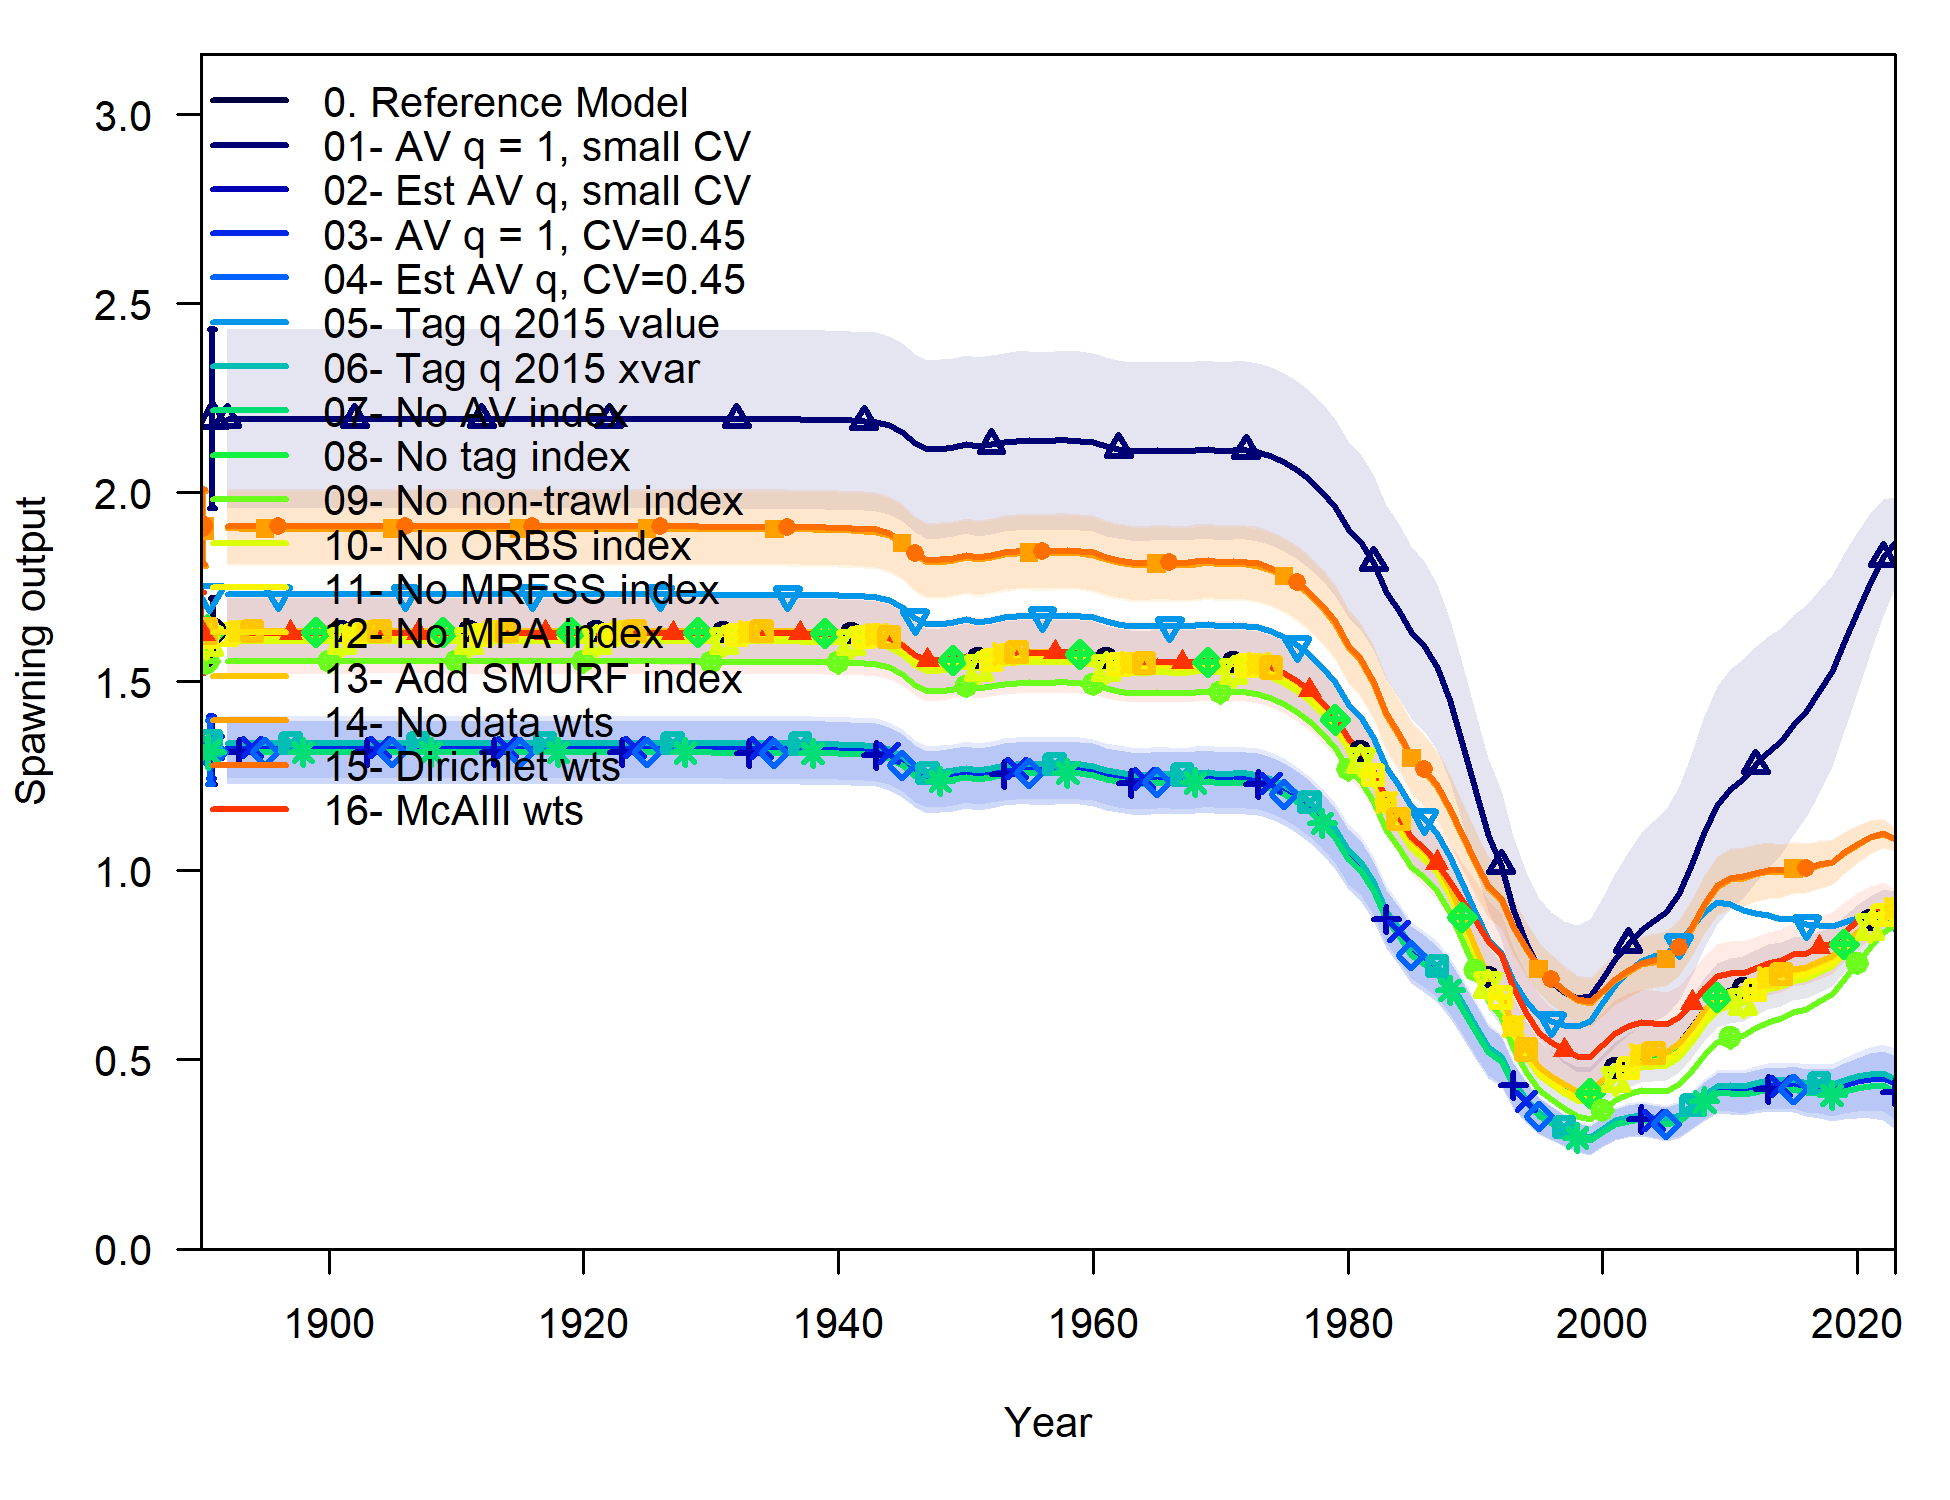 3.0
2.5
2.0
1.5
1.0
0.5
0.0
Spawning output
0. Reference Model
01- AV q = 1, small CV
02- Est AV q, small CV
03- AV q = 1, CV=0.45
04- Est AV q, CV=0.45
05- Tag q 2015 value
06- Tag q 2015 xvar
07- No AV index
08- No tag index
09- No non-trawl index
10- No ORBS index
11- No MRFSS index
12- No MPA index
13- Add SMURF index
14- No data wts
15- Dirichlet wts
16- McAlll wts
1900 1920 1940 1960 1980 2000 2020
Year